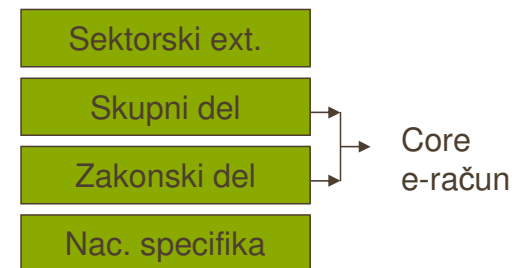 Sektorski ext.
Skupni del
Zakonski del
Nac. specifika
Core
e-račun